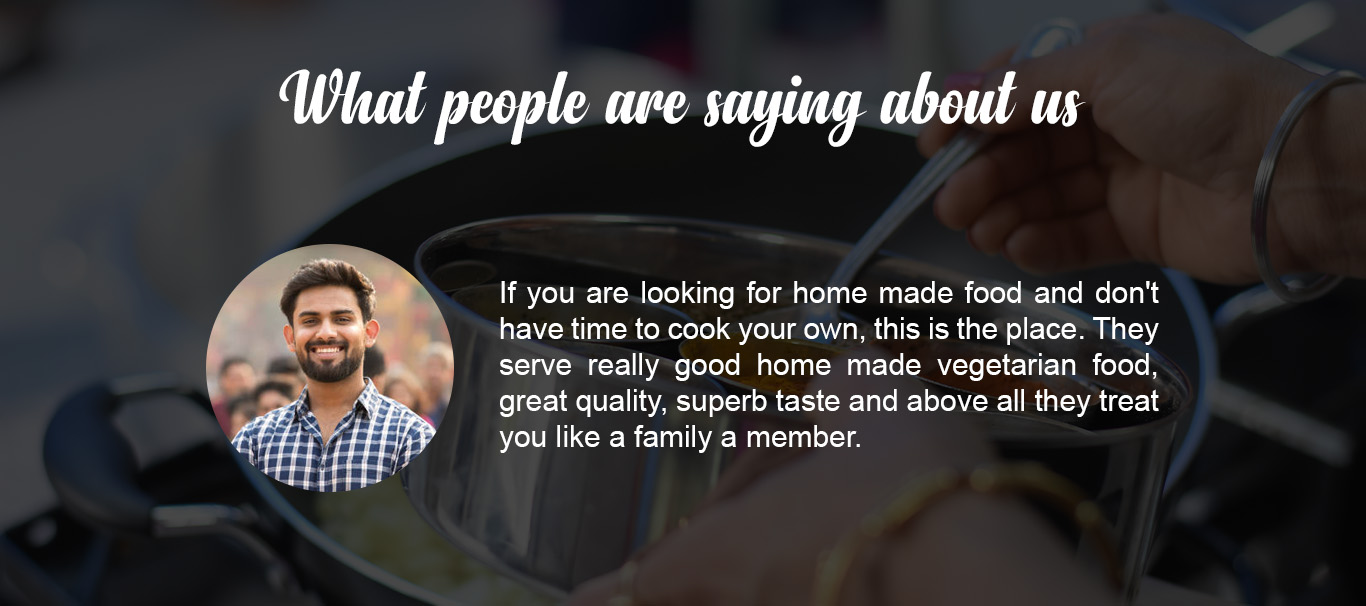 What people are saying about us
If you are looking for home made food and don't
have time to cook your own, this is the place. They
serve really good home made vegetarian food,
great quality, superb taste and above all they treat
you like a family a member.